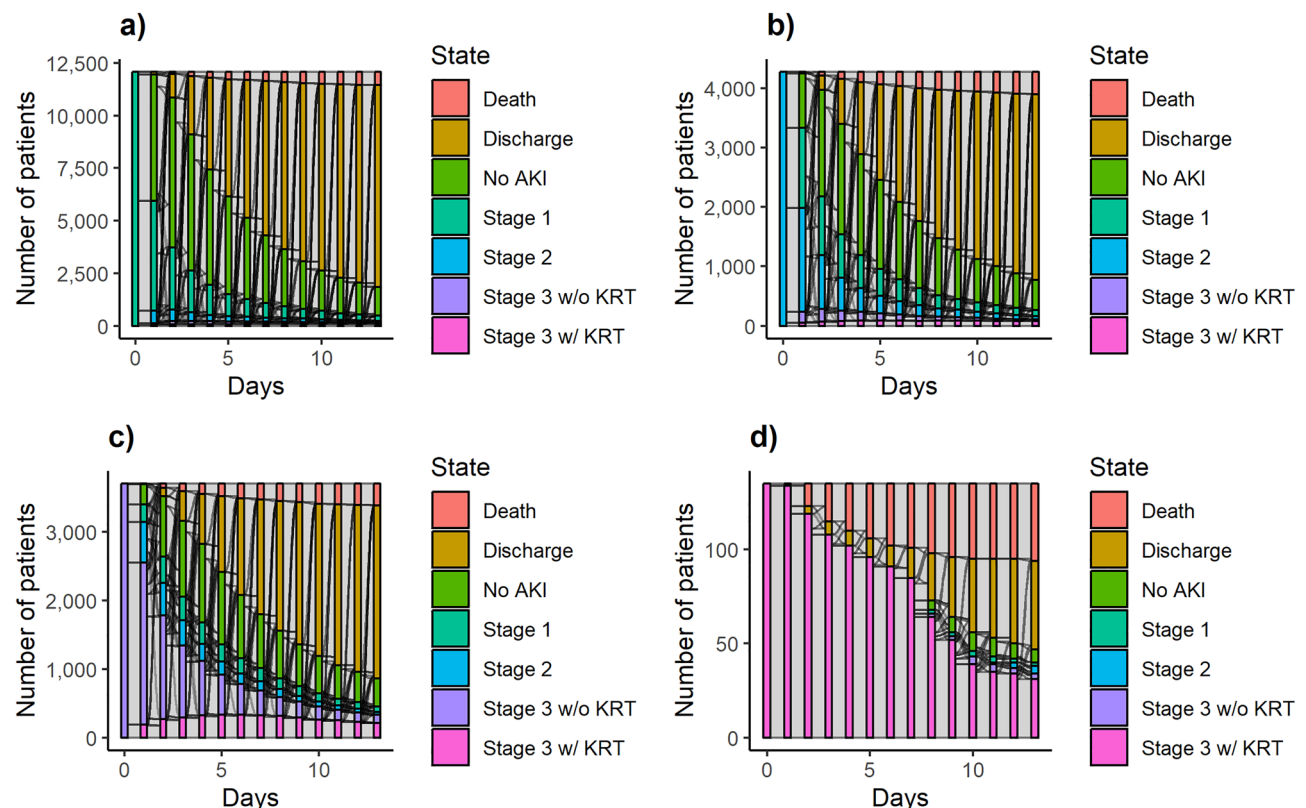 a)
Number of patients
12,500
10,000
7,500
5,000
2,500
0
0
5
10
Days
State
Death
Discharge
No AKI
Stage 1
Stage 2
Stage 3 w/o KRT
Stage 3 w/ KRT
b)
Number of patients
4,000
3,000
2,000
1,000
0
0
5
10
Days
State
Death
Discharge
No AKI
Stage 1
Stage 2
Stage 3 w/o KRT
Stage 3 w/ KRT
c)
Number of patients
3,000
2,000
1,000
0
0
5
10
Days
State
Death
Discharge
No AKI
Stage 1
Stage 2
Stage 3 w/o KRT
Stage 3 w/ KRT
d)
Number of patients
100
50
0
0
5
10
Days
State
Death
Discharge
No AKI
Stage 1
Stage 2
Stage 3 w/o KRT
Stage 3 w/ KRT